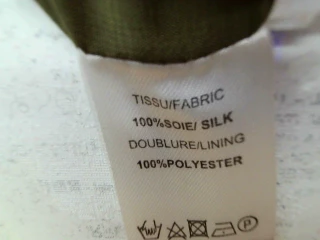 TISSU/FABRIC
100%SOIE/ SILK
DOUBLURE/LINING
100%POLYESTER
P